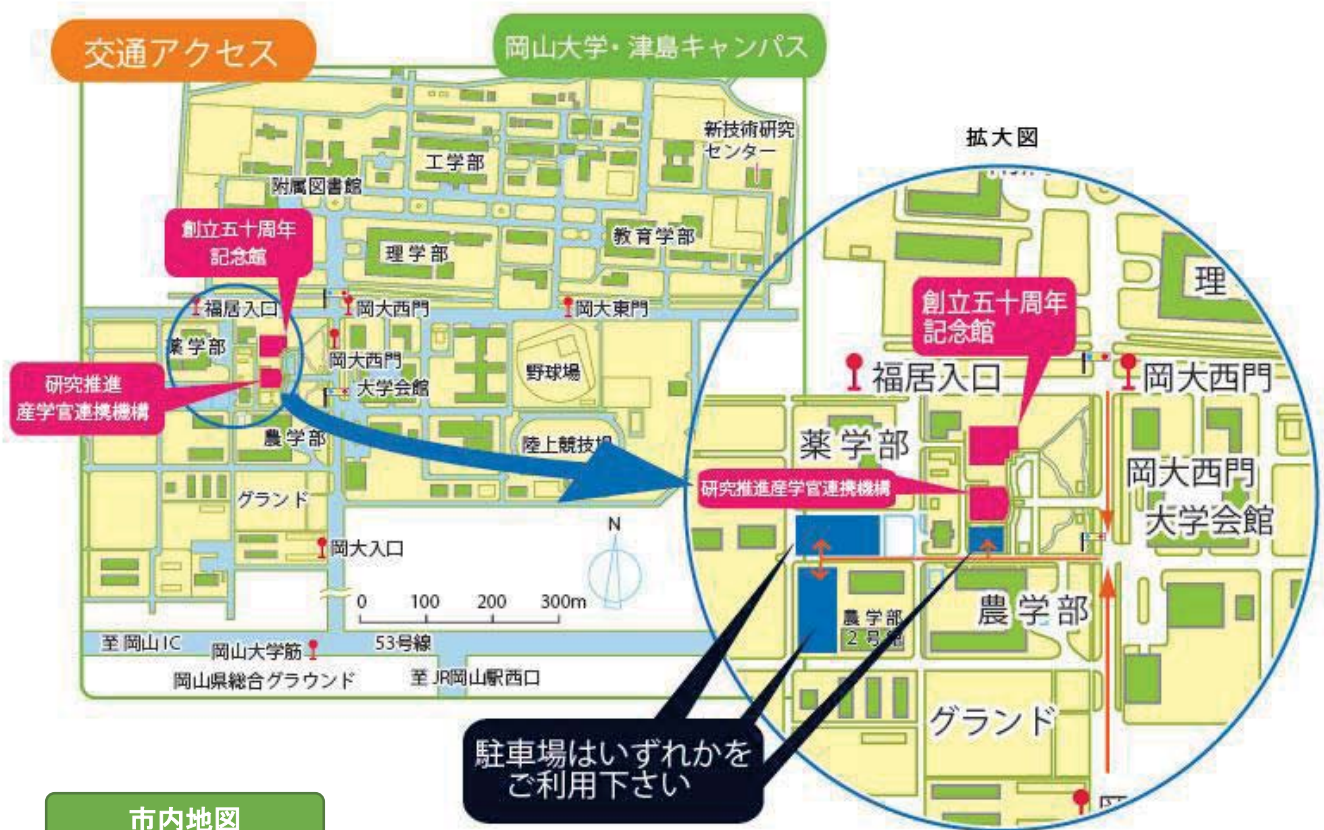 交通アクセス
岡山大学・津島キャンパス
新技術研究
センター
工学部
附属図書館
創立五十周年
記念館
理学部
教育学部
福居入口
岡大西門
岡大東門
薬学部
岡大西門
大学会館
野球場
研究推進
産学官連携機構
農学部
陸上競技場
グランド
岡大入口
N
0 100 200 300m
至 岡山IC
岡山大学筋
53号線
岡山県総合グラウンド
至 JR岡山駅西口
拡大図
理
創立五十周年
記念館
福居入口
岡大西門
薬学部
研究推進産学官連携機構
岡大西門
大学会館
農学部
2号館
農学部
グランド
駐車場はいずれかを
ご利用下さい
市内地図